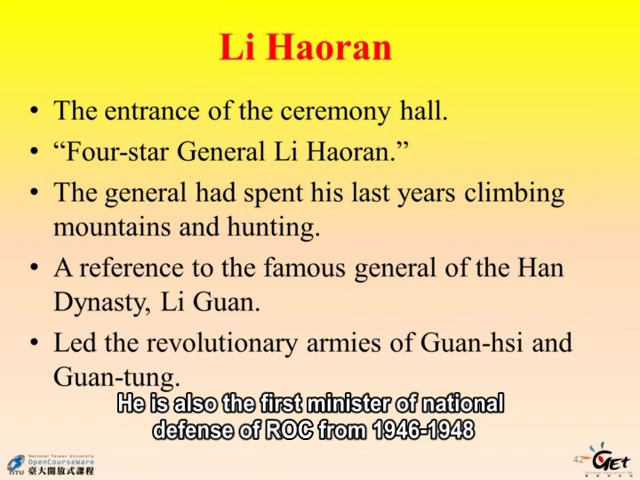 Li Haoran
• The entrance of the ceremony hall.
• “Four-star General Li Haoran.”
• The general had spent his last years climbing
mountains and hunting.
• A reference to the famous general of the Han
Dynasty, Li Guan.
• Led the revolutionary armies of Guan-hsi and
Guan-tung.
He is also the first minister of national
defense of ROC from 1946-1948
National Taiwan University
OpenCourseWare
NTU 臺大開放式課程
42
GET